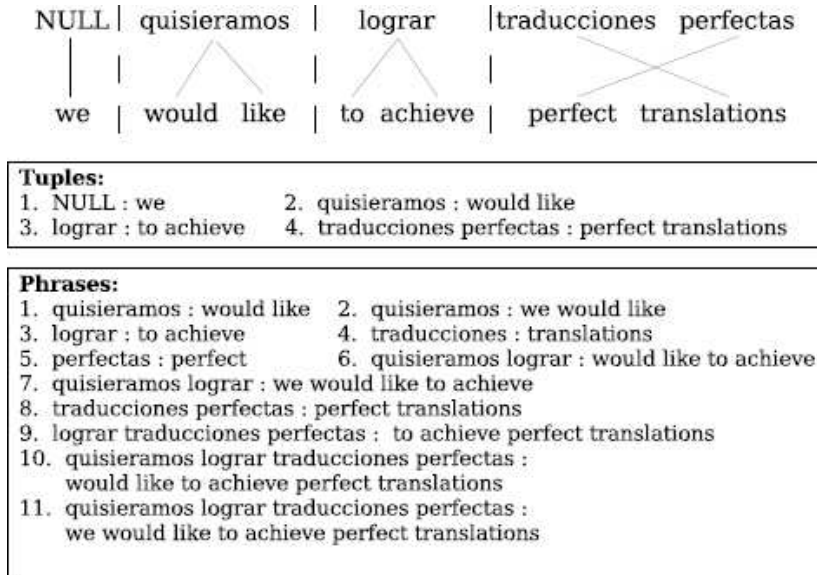 NULL quisieramos lograr traducciones perfectas
we would like to achieve perfect translations
Tuples:
1. NULL : we 2. quisieramos : would like
3. lograr : to achieve 4. traducciones perfectas : perfect translations
Phrases:
1. quisieramos : would like 2. quisieramos : we would like
3. lograr : to achieve 4. traducciones : translations
5. perfectas : perfect 6. quisieramos lograr : would like to achieve
7. quisieramos lograr : we would like to achieve
8. traducciones perfectas : perfect translations
9. lograr traducciones perfectas : to achieve perfect translations
10. quisieramos lograr traducciones perfectas :
would like to achieve perfect translations
11. quisieramos lograr traducciones perfectas :
we would like to achieve perfect translations